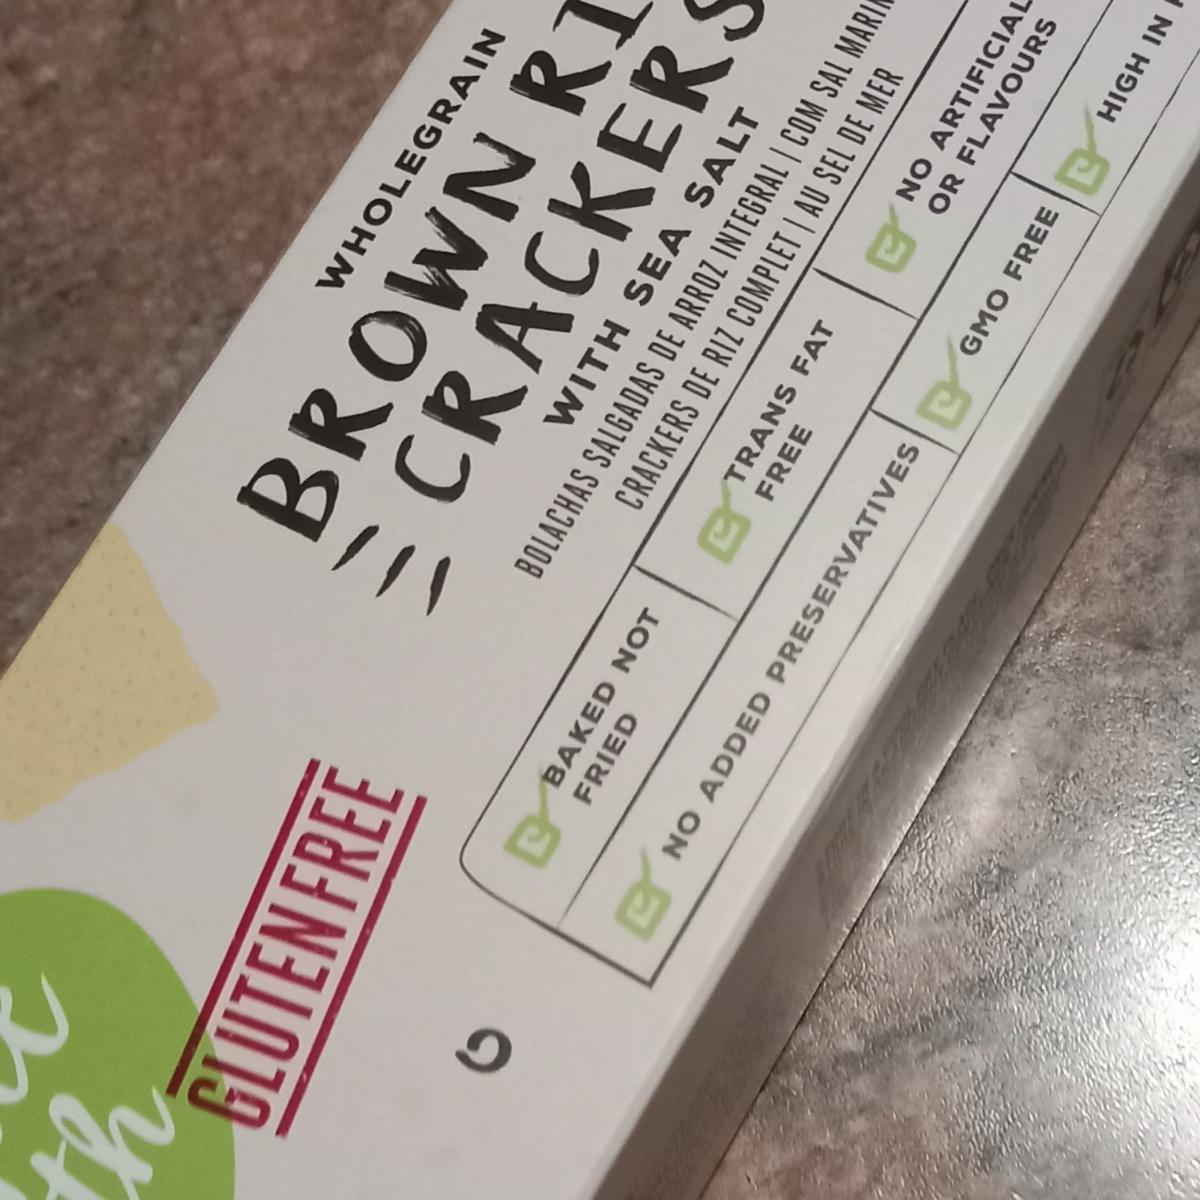 WHOLEGRAIN
BROWN
CRACKERS
WITH SEA SALT
BOLACHAS SALGADAS DE ARROZ INTEGRAL | COM SAL
CRACKERS DE RIZ COMPLET | AU SEL DE MER
BAKED NOT
FRIED
TRANS FAT
FREE
NO ARTIFICIAL
OR FLAVOURS
NO ADDED PRESERVATIVES
GMO FREE
HIGH IN
GLUTEN FREE